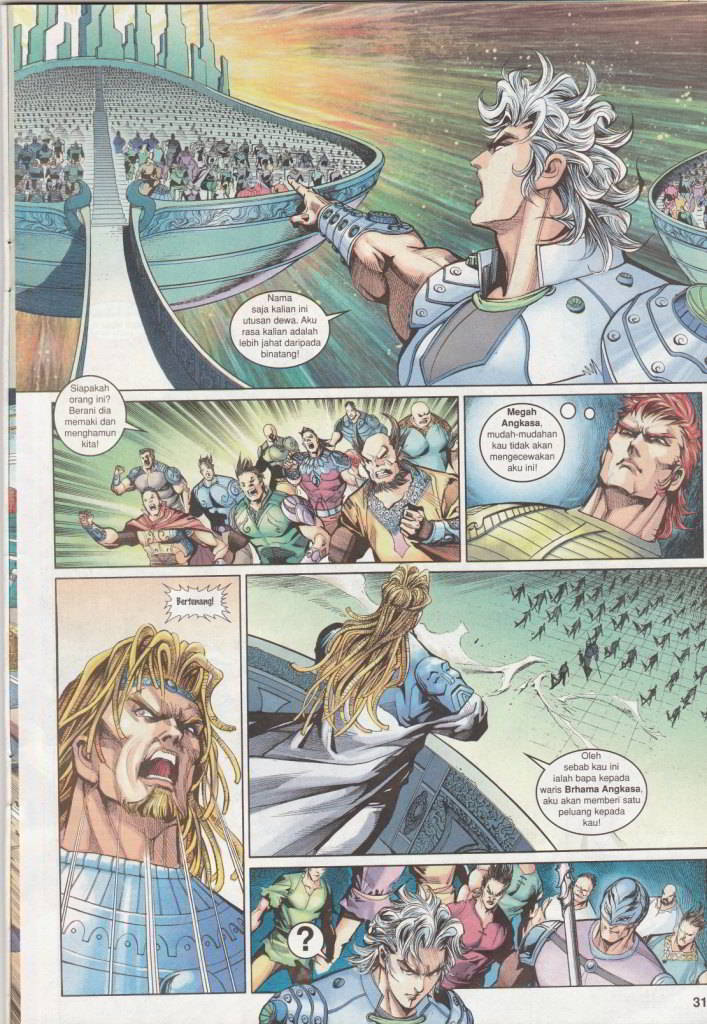 Nama
saja kalian ini
utusan dewa. Aku
rasa kalian adalah
lebih jahat daripada
binatang!
Siapakah
orang ini?
Berani dia
memaki dan
menghamun
kita!
Megah
Angkasa,
mudah-mudahan
kau tidak akan
mengecewakan
aku ini!
Bertenang!
Oleh
sebab kau ini
ialah bapa kepada
waris Brhama Angkasa,
aku akan memberi satu
peluang kepada
kau!
?
31